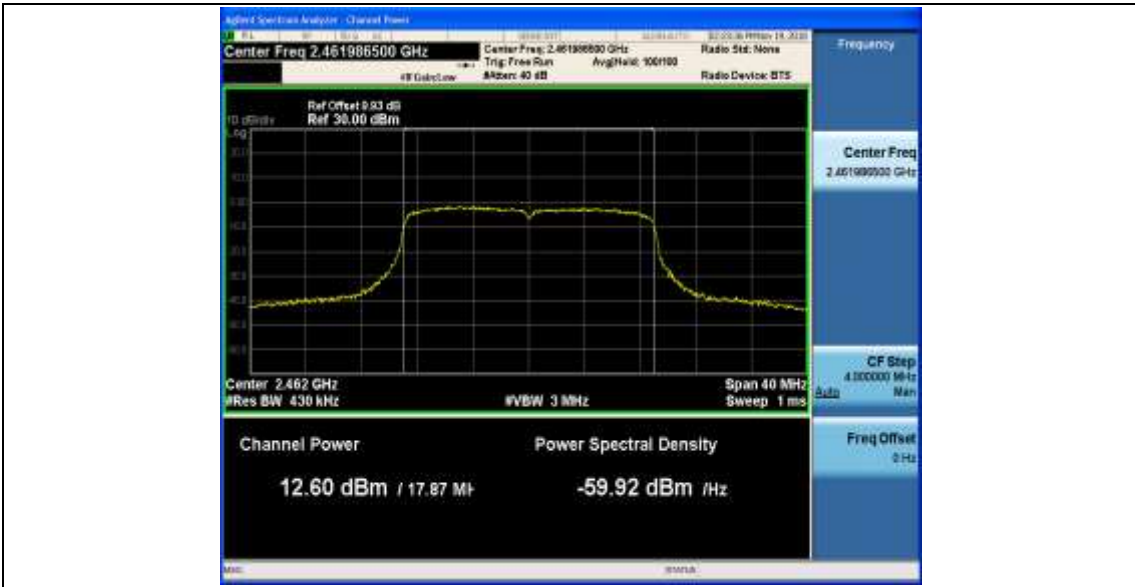 Agilent Spectrum Analyzer - Channel Power
Center Freq 2.461986500 GHz
Center Freq: 2.461986500 GHz
Radio Std: None
Trig: Free Run
Avg|Hold: 100/100
#IFGain:Low
#Atten: 40 dB
Radio Device: BTS
Frequency
Ref Offset 9.93 dB
10 dB/div
Ref 30.00 dBm
Log
Center Freq
2.461986500 GHz
Center 2.462 GHz
Span 40 MHz
#Res BW 430 kHz
#VBW 3 MHz
Sweep 1 ms
CF Step
4.000000 MHz
Auto
Man
Channel Power
Power Spectral Density
Freq Offset
0 Hz
12.60 dBm / 17.87 MH
-59.92 dBm /Hz
MSG
STATUS